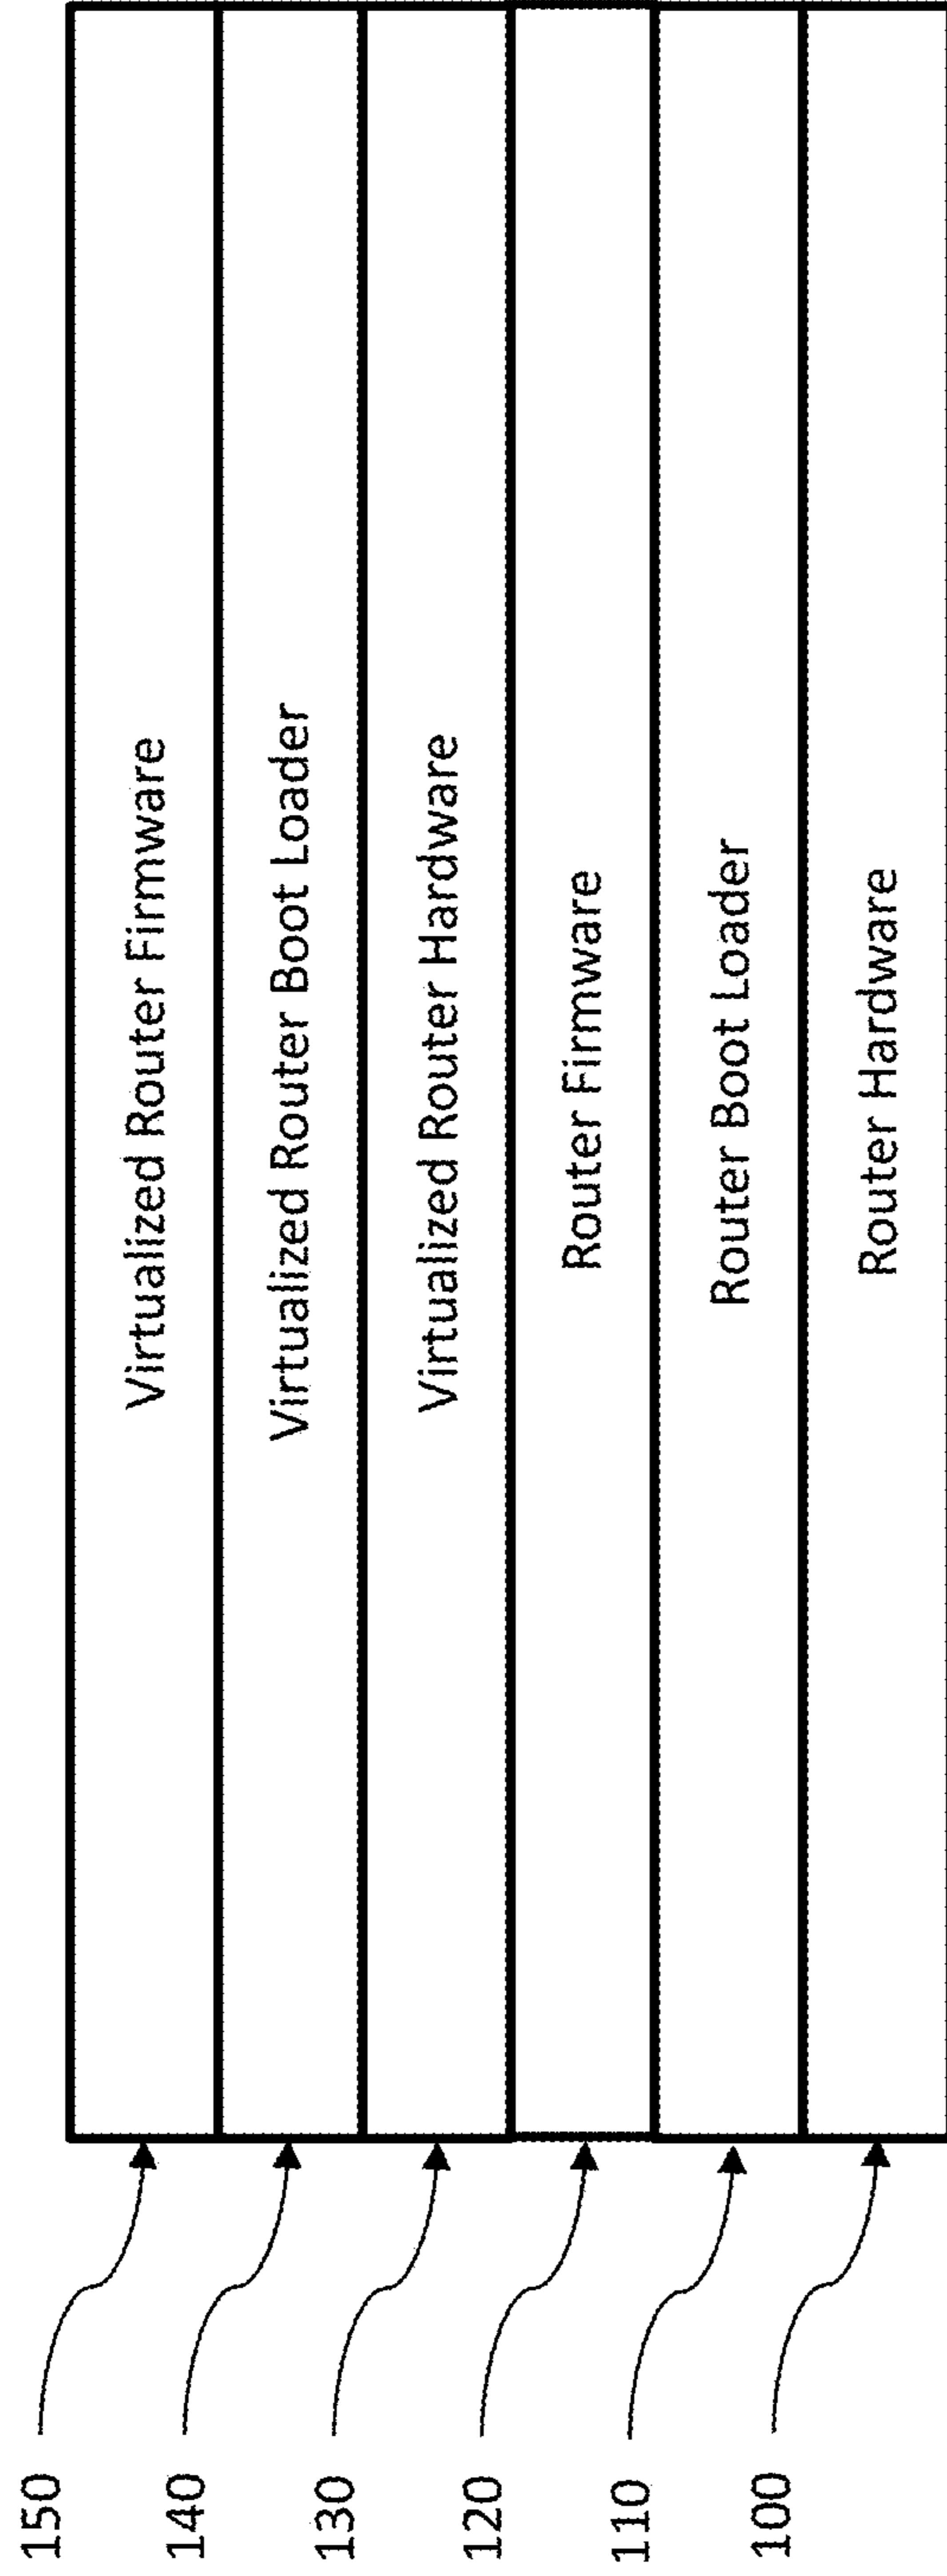 150 Virtualized Router Firmware
140 Virtualized Router Boot Loader
130 Virtualized Router Hardware
120 Router Firmware
110 Router Boot Loader
100 Router Hardware